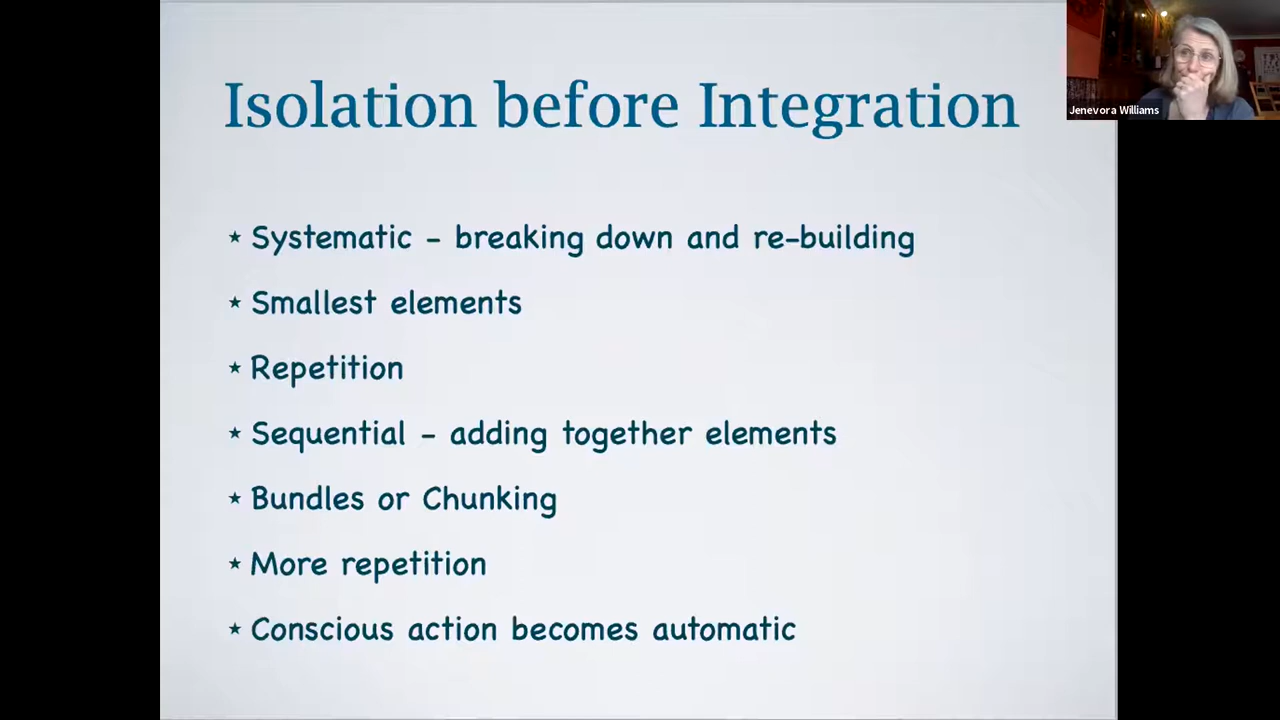 Isolation before Integration
Jenevora Williams
⋆ Systematic - breaking down and re-building
⋆ Smallest elements
⋆ Repetition
⋆ Sequential - adding together elements
⋆ Bundles or Chunking
⋆ More repetition
⋆ Conscious action becomes automatic